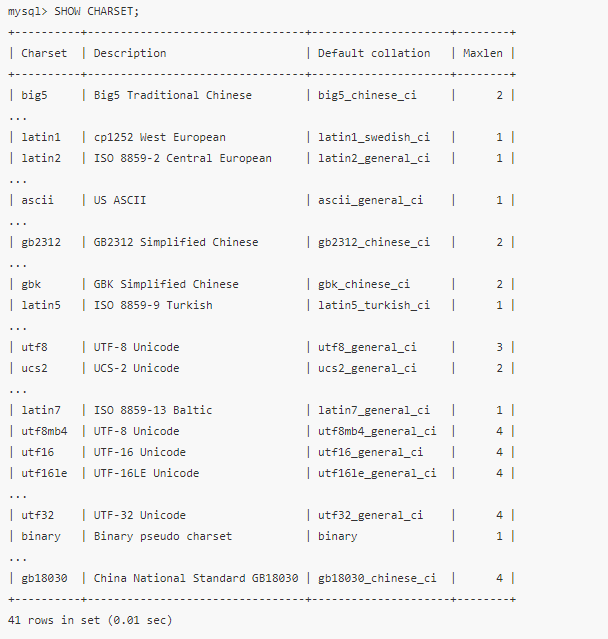 mysql> SHOW CHARSET;
+----------+---------------------------------+---------------------+--------+
| Charset  | Description                     | Default collation   | Maxlen |
+----------+---------------------------------+---------------------+--------+
| big5     | Big5 Traditional Chinese        | big5_chinese_ci     |      2 |
...
| latin1   | cp1252 West European            | latin1_swedish_ci   |      1 |
| latin2   | ISO 8859-2 Central European     | latin2_general_ci   |      1 |
...
| ascii    | US ASCII                        | ascii_general_ci    |      1 |
...
| gb2312   | GB2312 Simplified Chinese       | gb2312_chinese_ci   |      2 |
...
| gbk      | GBK Simplified Chinese          | gbk_chinese_ci      |      2 |
| latin5   | ISO 8859-9 Turkish              | latin5_turkish_ci   |      1 |
...
| utf8     | UTF-8 Unicode                   | utf8_general_ci     |      3 |
| ucs2     | UCS-2 Unicode                   | ucs2_general_ci     |      2 |
...
| latin7   | ISO 8859-13 Baltic              | latin7_general_ci   |      1 |
| utf8mb4  | UTF-8 Unicode                   | utf8mb4_general_ci  |      4 |
| utf16    | UTF-16 Unicode                  | utf16_general_ci    |      4 |
| utf16le  | UTF-16LE Unicode                | utf16le_general_ci  |      4 |
...
| utf32    | UTF-32 Unicode                  | utf32_general_ci    |      4 |
| binary   | Binary pseudo charset           | binary              |      1 |
...
| gb18030  | China National Standard GB18030 | gb18030_chinese_ci  |      4 |
+----------+---------------------------------+---------------------+--------+
41 rows in set (0.01 sec)